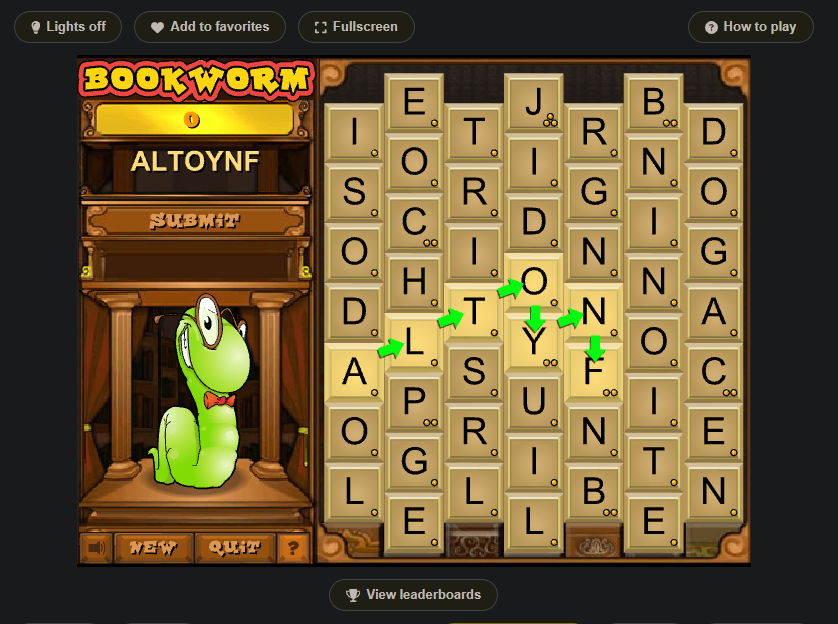 Lights off
Add to favorites
Fullscreen
How to play
BOOKWORM
0
ALTOYNF
SUBMIT
E J B
I T R D
O I N
S R G O
C D I
O I N G
H O N
D T N A
L Y O
A S F C
P U I
O R N E
G I T
L L B N
E L E
NEW QUIT ?
View leaderboards